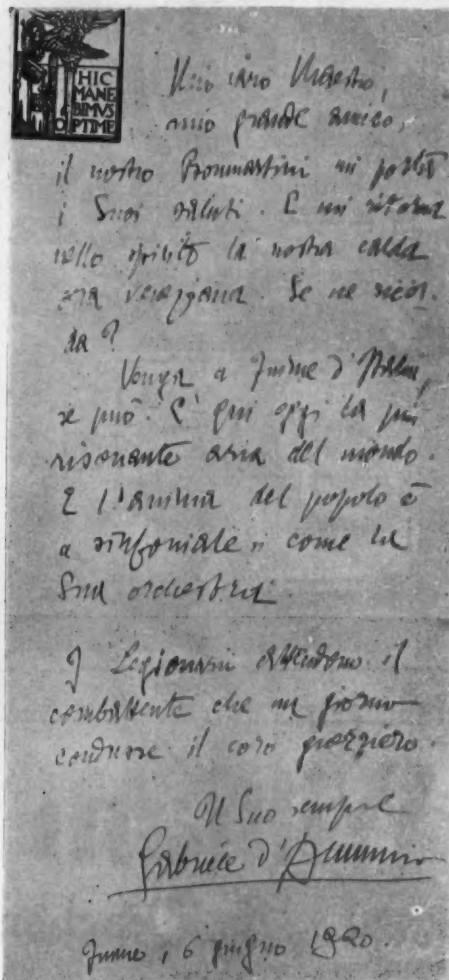 HIC
MANE
BIMVS
OPTIME
Mio caro Maestro,
mio grande amico,
il nostro mi porta
i Suoi saluti. E mi ritorna
nello spirito la nostra calda
ora veneziana. Se ne ricor-
da?
Venga a Fiume d'Italia,
se può. È qui oggi la più
risonante aria del mondo.
E l'anima del popolo è
« sinfoniale » come la
Sua orchestra.
I Legionari attendono il
combattente che un giorno
condusse il coro guerriero.
Il Suo sempre
Gabriele d'Annunzio
Fiume, 6 giugno 1920.